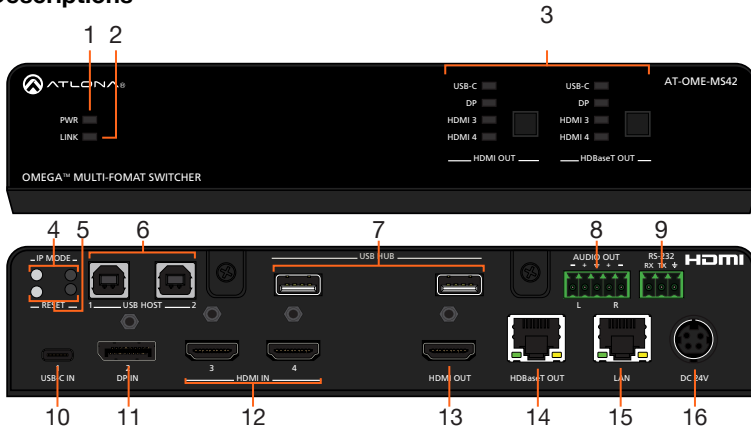 Descriptions
1 2 3
ATLONA®
AT-OME-MS42
USB-C USB-C
DP DP
PWR HDMI 3 HDMI 3
LINK HDMI 4 HDMI 4
HDMI OUT HDBaseT OUT
OMEGA™ MULTI-FOMAT SWITCHER
4 5 6 7 8 9
IP MODE USB HUB AUDIO OUT RS-232 HDMI
- + + + - RX TX
RESET 1 USB HOST 2 L R
1 2 3 4
USB-C IN DP IN HDMI IN HDMI OUT HDBaseT OUT LAN DC 24V
10 11 12 13 14 15 16